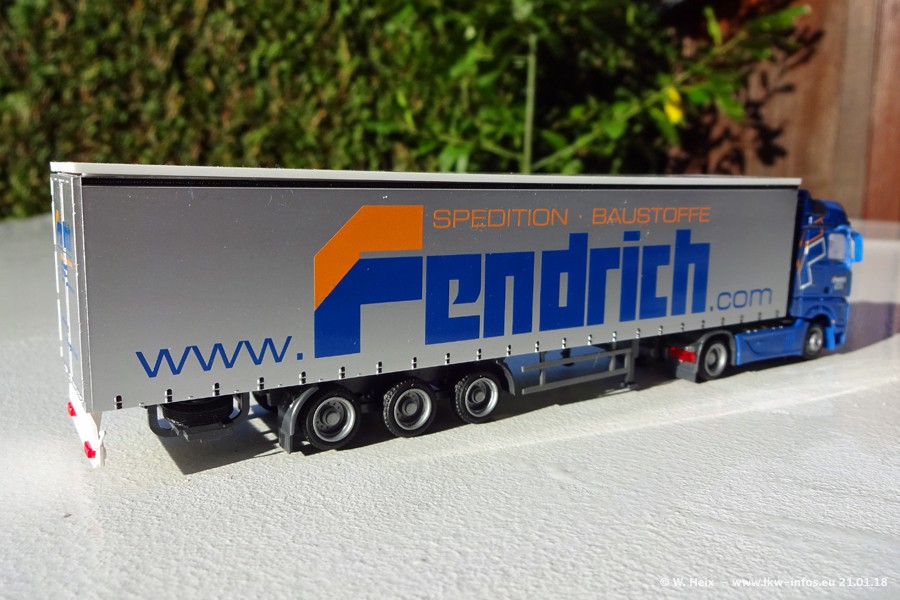 SPEDITION · BAUSTOFFE
www.Fendrich.com
© W. Heix - www.lkw-infos.eu 21.01.18